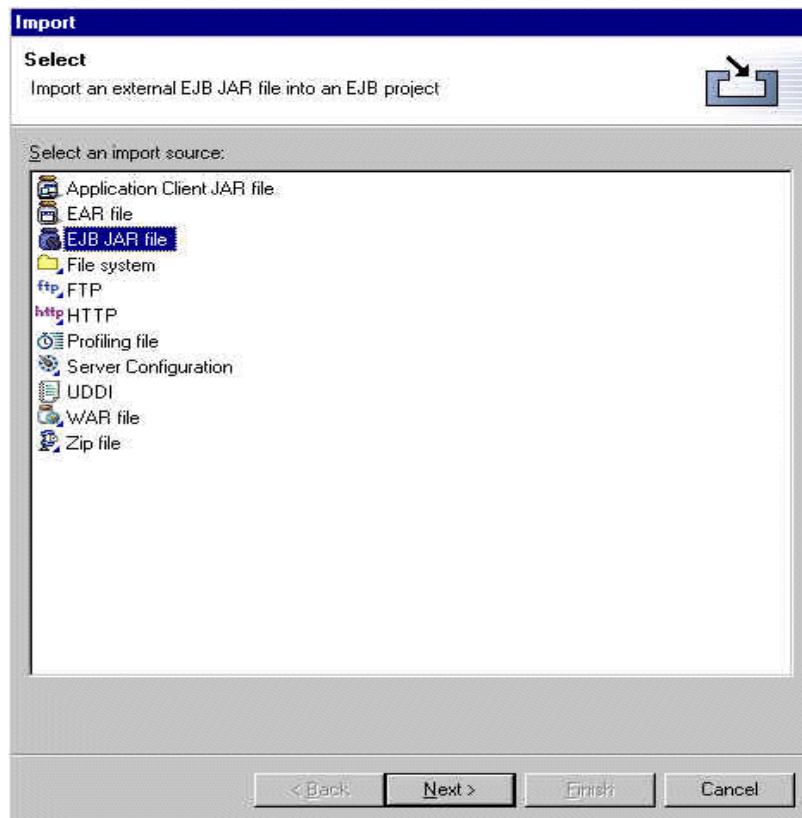 Import
Select
Import an external EJB JAR file into an EJB project
Select an import source:
Application Client JAR file
EAR file
EJB JAR file
File system
ftp FTP
http HTTP
Profiling file
Server Configuration
UDDI
WAR file
Zip file
< Back Next > Finish Cancel